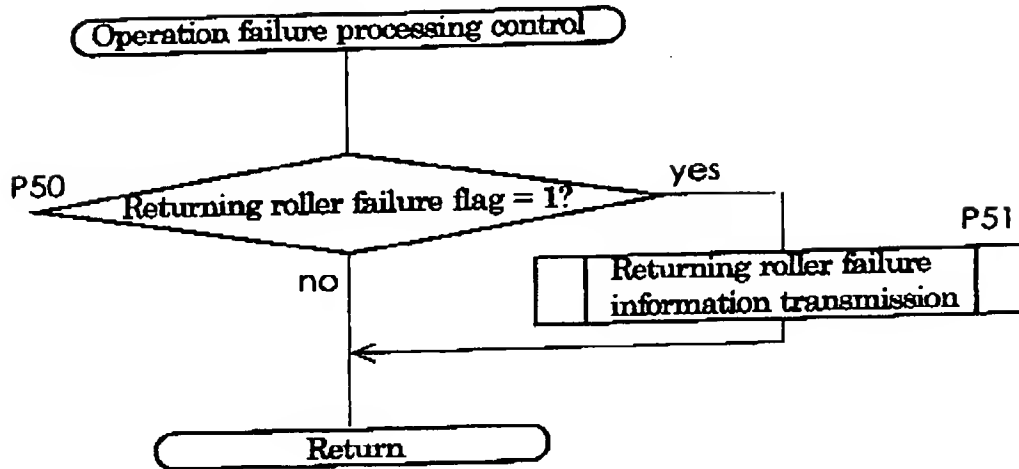 Operation failure processing control
P50
Returning roller failure flag = 1?
yes
P51
no
Returning roller failure
information transmission
Return